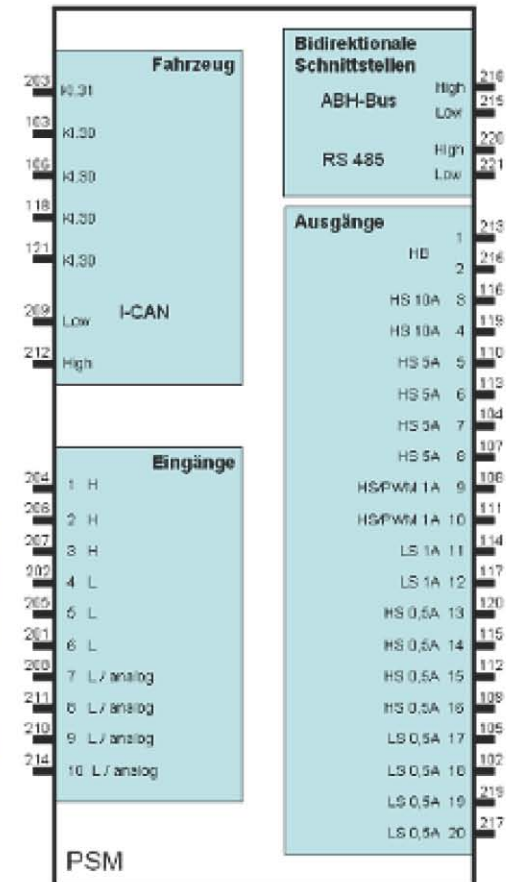 Fahrzeug
203 Kl.31
103 Kl.30
106 Kl.30
118 Kl.30
121 Kl.30
209 Low I-CAN
212 High
Eingänge
204 1 H
206 2 H
207 3 H
202 4 L
205 5 L
201 6 L
208 7 L / analog
211 8 L / analog
210 9 L / analog
214 10 L / analog
PSM
Bidirektionale
Schnittstellen
ABH-Bus High 218
Low 215
RS 485 High 220
Low 221
Ausgänge
HB 1 213
2 216
HS 10A 3 116
HS 10A 4 119
HS 5A 5 110
HS 5A 6 113
HS 5A 7 104
HS 5A 8 107
HS/PWM 1A 9 108
HS/PWM 1A 10 111
LS 1A 11 114
LS 1A 12 117
HS 0,5A 13 120
HS 0,5A 14 115
HS 0,5A 15 112
HS 0,5A 16 109
LS 0,5A 17 105
LS 0,5A 18 102
LS 0,5A 19 219
LS 0,5A 20 217